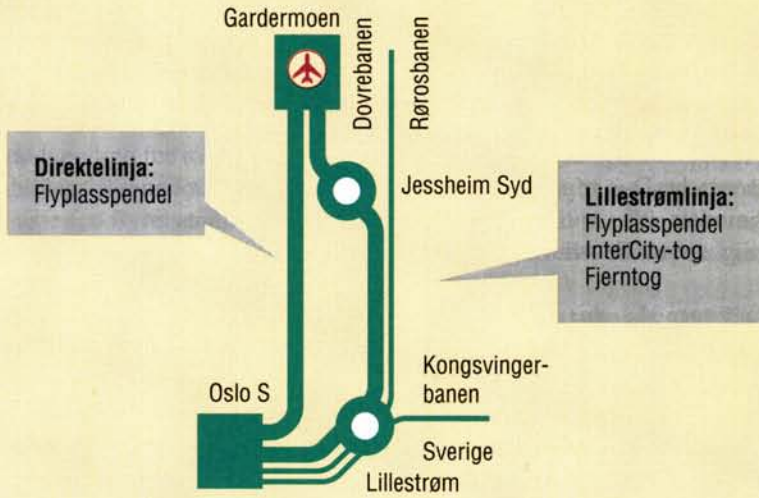 Gardermoen
Dovrebanen
Rørosbanen
Direktelinja:
Flyplasspendel
Jessheim Syd
Lillestrømlinja:
Flyplasspendel
InterCity-tog
Fjerntog
Kongsvinger-
banen
Oslo S
Sverige
Lillestrøm